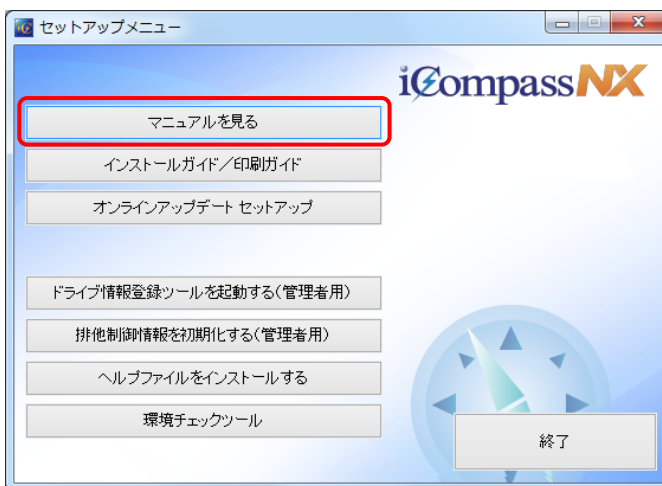 セットアップメニュー
iCompassNX
マニュアルを見る
インストールガイド／印刷ガイド
オンラインアップデート セットアップ
ドライブ情報登録ツールを起動する(管理者用)
排他制御情報を初期化する(管理者用)
ヘルプファイルをインストールする
環境チェックツール
終了